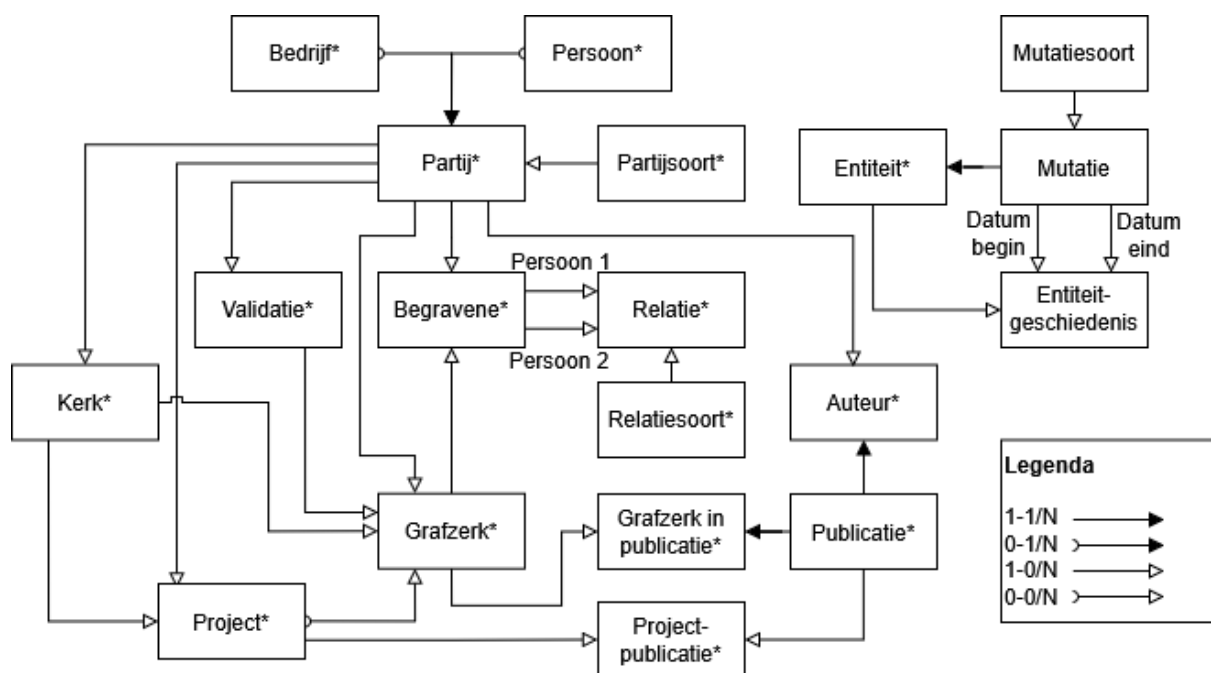 Bedrijf*
Persoon*
Mutatiesoort
Partij*
Partijsoort*
Entiteit*
Mutatie
Datum
begin
Datum
eind
Persoon 1
Validatie*
Begravene*
Relatie*
Entiteit-
geschiedenis
Persoon 2
Kerk*
Relatiesoort*
Auteur*
Legenda
1-1/N
0-1/N
1-0/N
0-0/N
Grafzerk*
Grafzerk in
publicatie*
Publicatie*
Project*
Project-
publicatie*